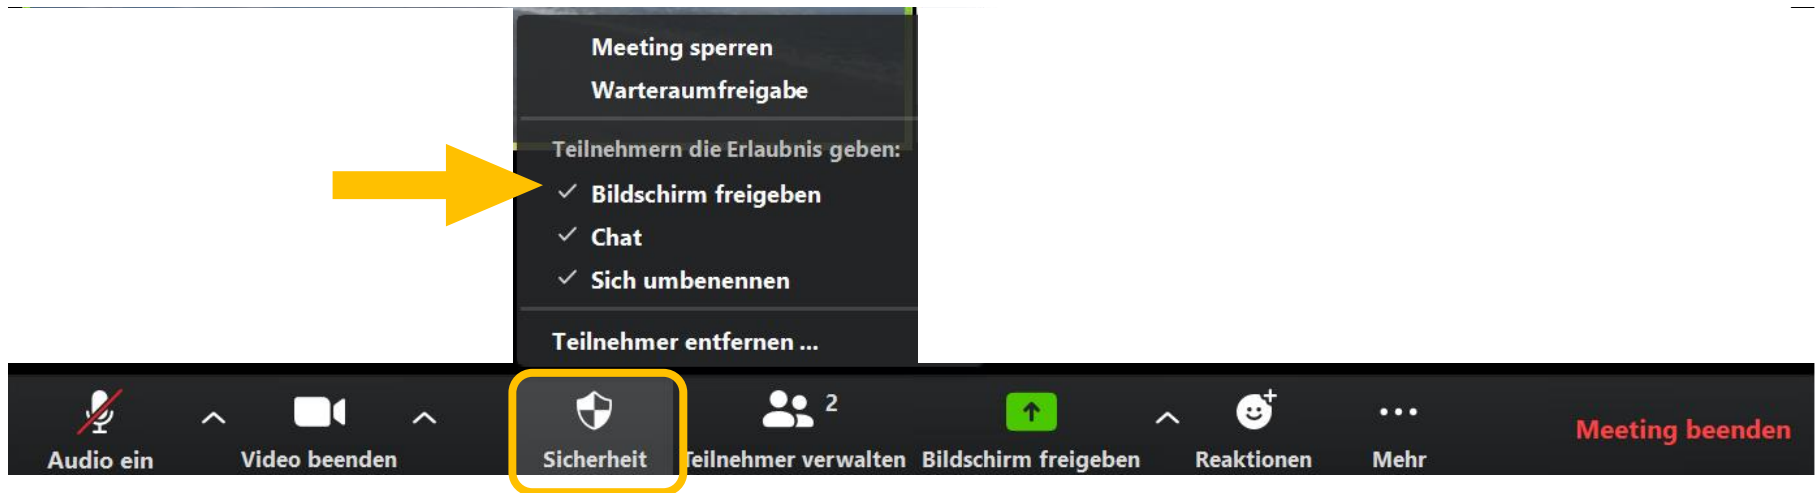 Meeting sperren
Warteraumfreigabe
Teilnehmern die Erlaubnis geben:
Bildschirm freigeben
Chat
Sich umbenennen
Teilnehmer entfernen ...
2
Audio ein Video beenden Sicherheit Teilnehmer verwalten Bildschirm freigeben Reaktionen Mehr Meeting beenden